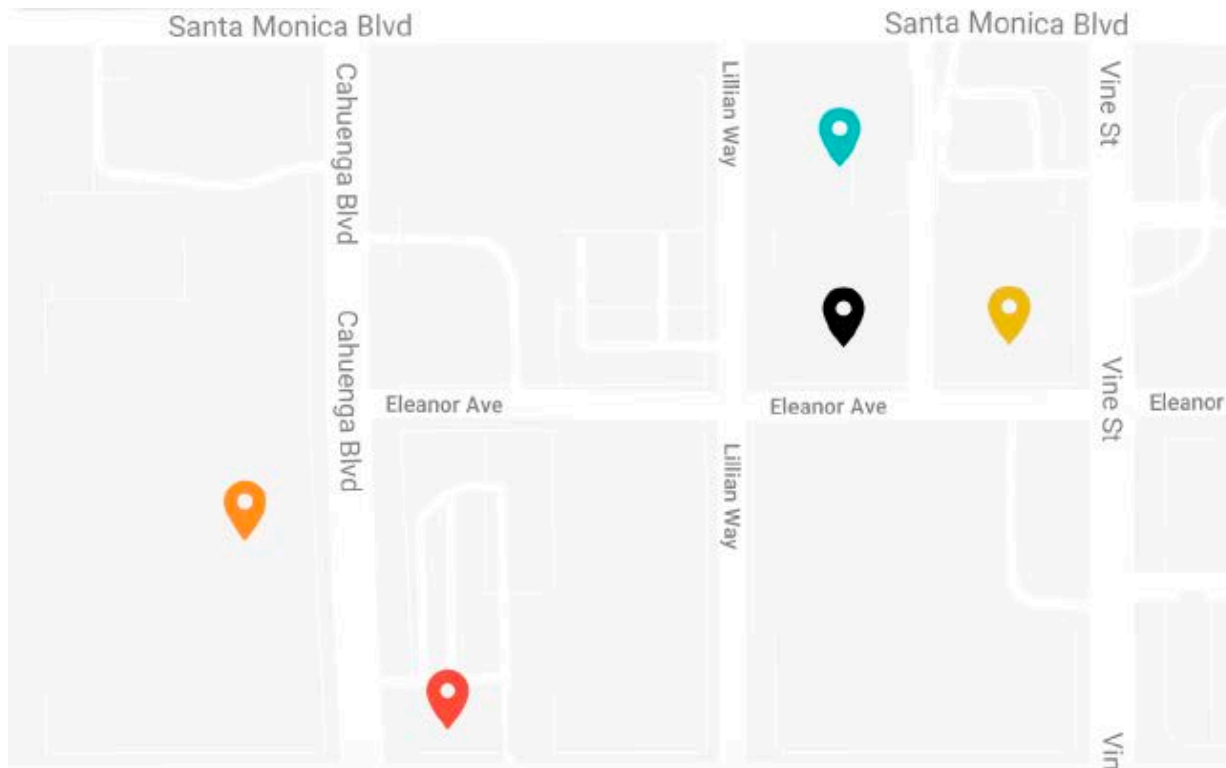 Santa Monica Blvd
Santa Monica Blvd
Cahuenga Blvd
Lillian Way
Vine St
Cahuenga Blvd
Vine St
Eleanor Ave
Eleanor Ave
Eleanor
Lillian Way
Vin